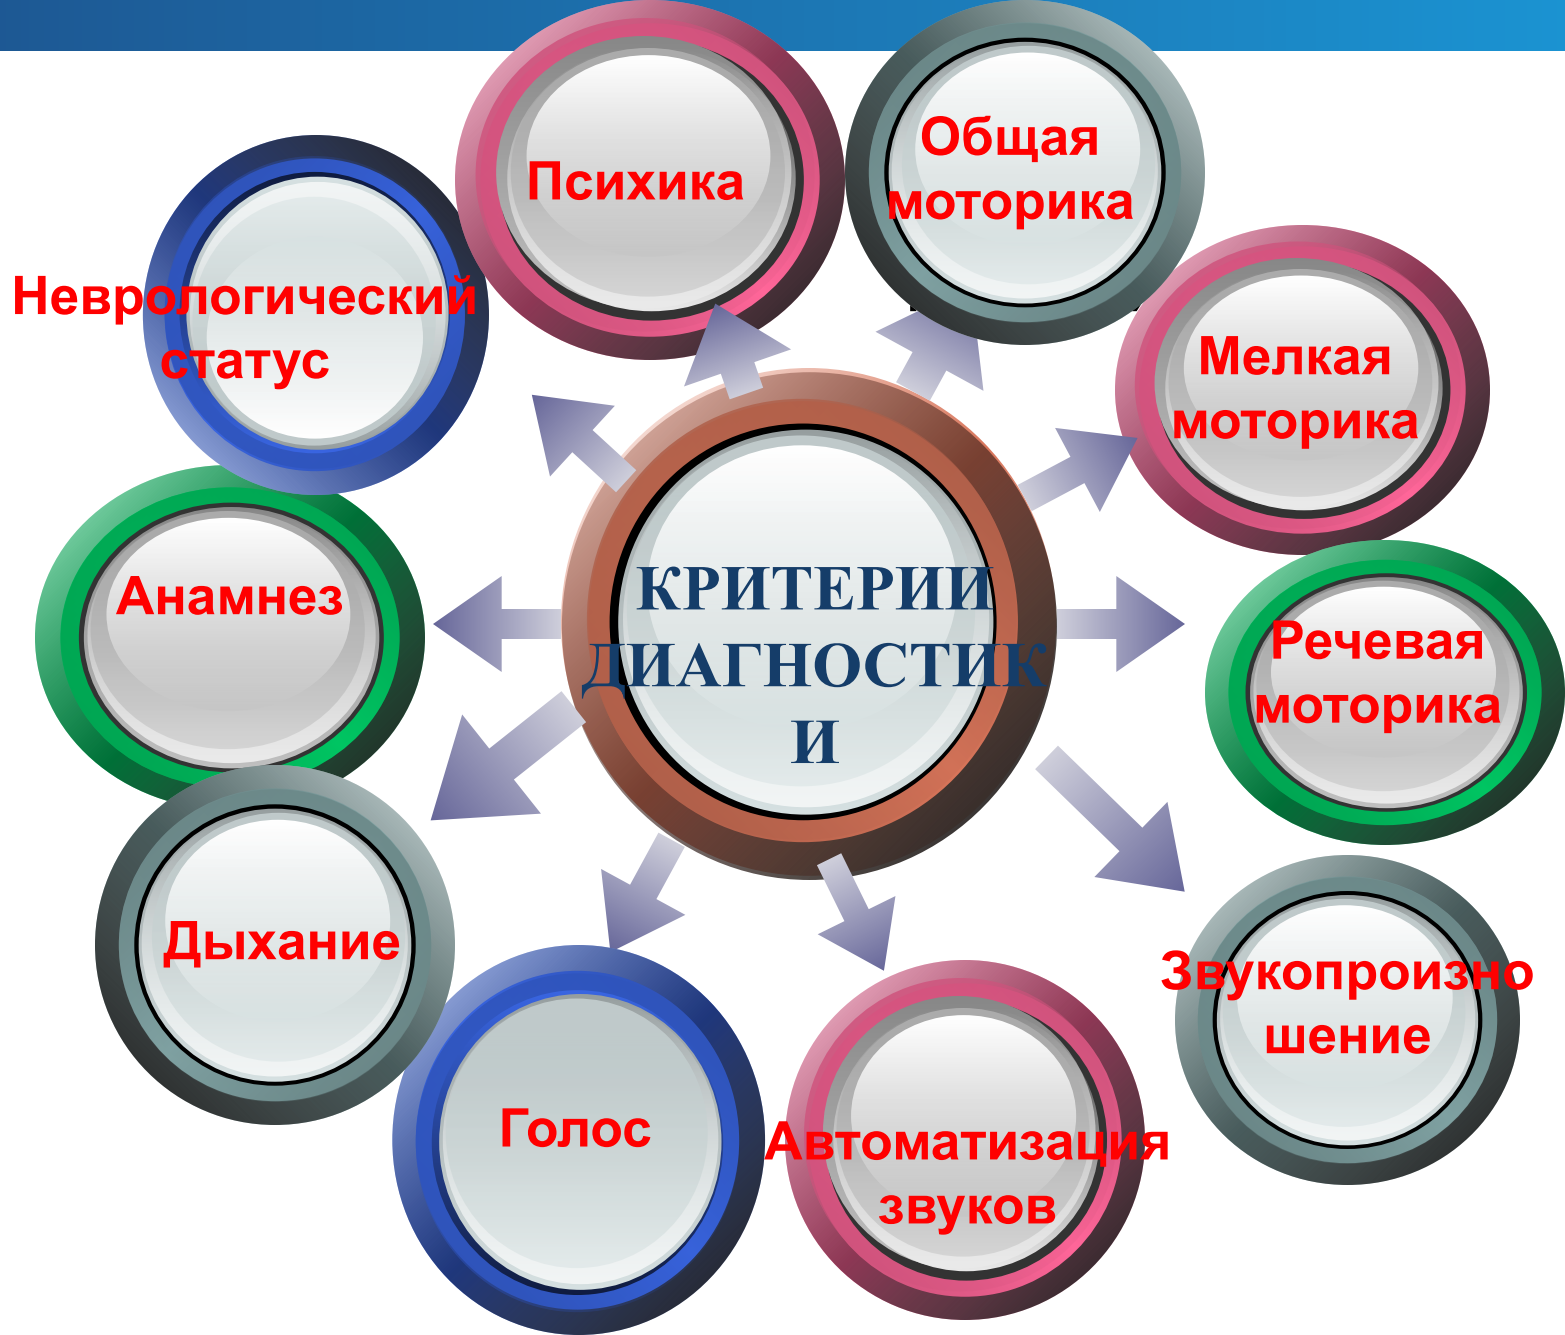 Психика
Общая
моторика
Неврологический
статус
Мелкая
моторика
Анамнез
КРИТЕРИИ
ДИАГНОСТИК
И
Речевая
моторика
Дыхание
Звукопроизно
шение
Голос
Автоматизация
звуков